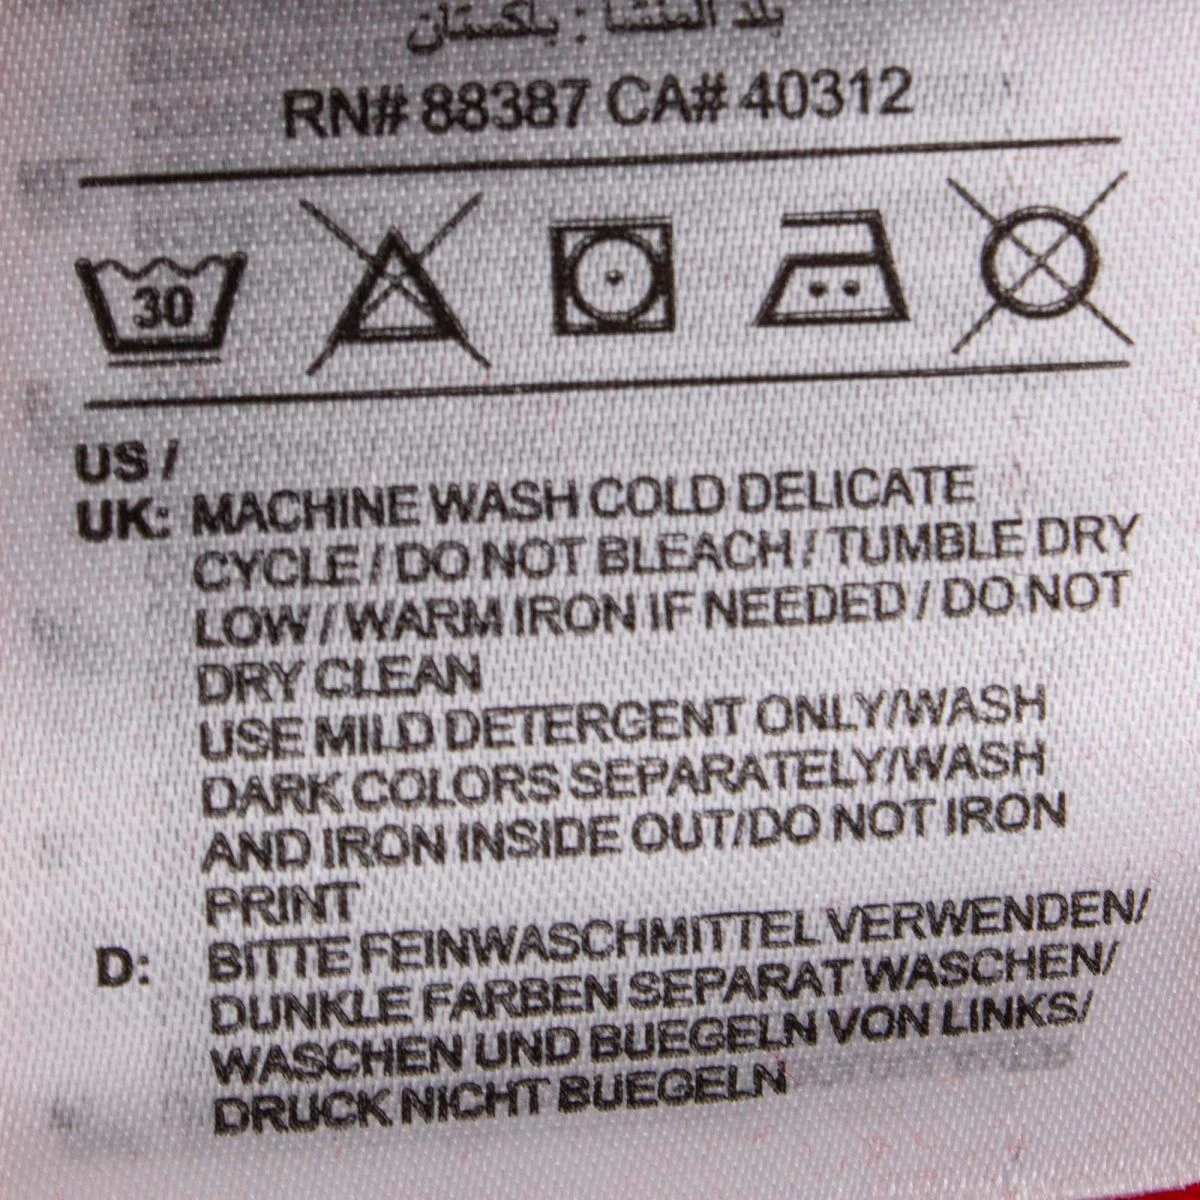 بلد المنشأ : باكستان
RN# 88387 CA# 40312
30
US /
UK: MACHINE WASH COLD DELICATE
CYCLE / DO NOT BLEACH / TUMBLE DRY
LOW / WARM IRON IF NEEDED / DO NOT
DRY CLEAN
USE MILD DETERGENT ONLY/WASH
DARK COLORS SEPARATELY/WASH
AND IRON INSIDE OUT/DO NOT IRON
PRINT
D: BITTE FEINWASCHMITTEL VERWENDEN/
DUNKLE FARBEN SEPARAT WASCHEN/
WASCHEN UND BUEGELN VON LINKS/
DRUCK NICHT BUEGELN